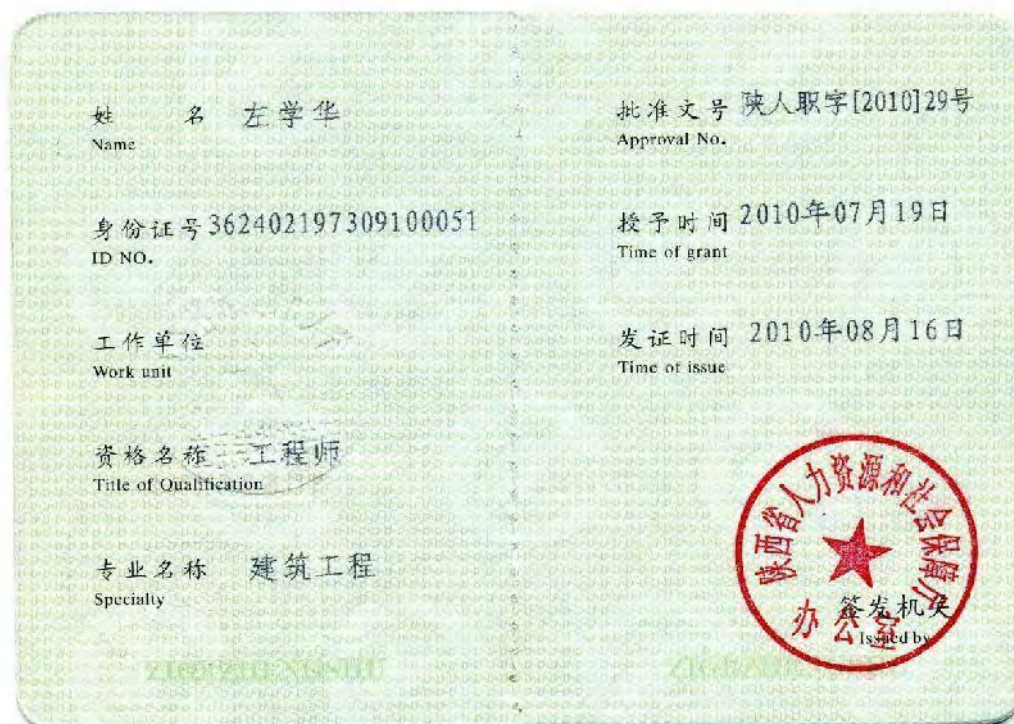 姓 名 左学华
Name
身份证号 362402197309100051
ID NO.
工作单位
Work unit
资格名称 工程师
Title of Qualification
专业名称 建筑工程
Specialty
批准文号 陕人职字[2010]29号
Approval No.
授予时间 2010年07月19日
Time of grant
发证时间 2010年08月16日
Time of issue
陕西省人力资源和社会保障厅
办公室
签发机关
Issued by